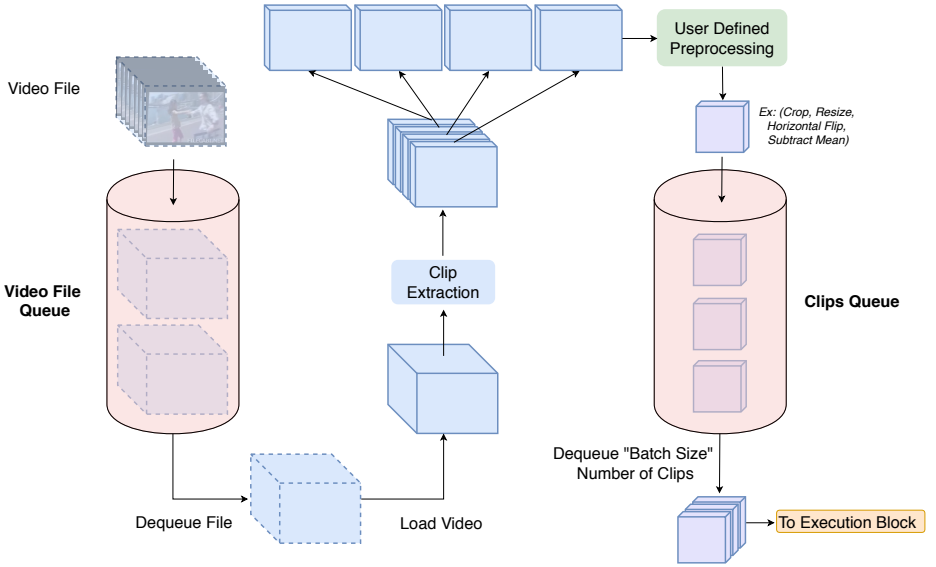 Video File
User Defined
Preprocessing
Ex: (Crop, Resize,
Horizontal Flip,
Subtract Mean)
Video File
Queue
Clip
Extraction
Clips Queue
Dequeue File
Load Video
Dequeue "Batch Size"
Number of Clips
To Execution Block